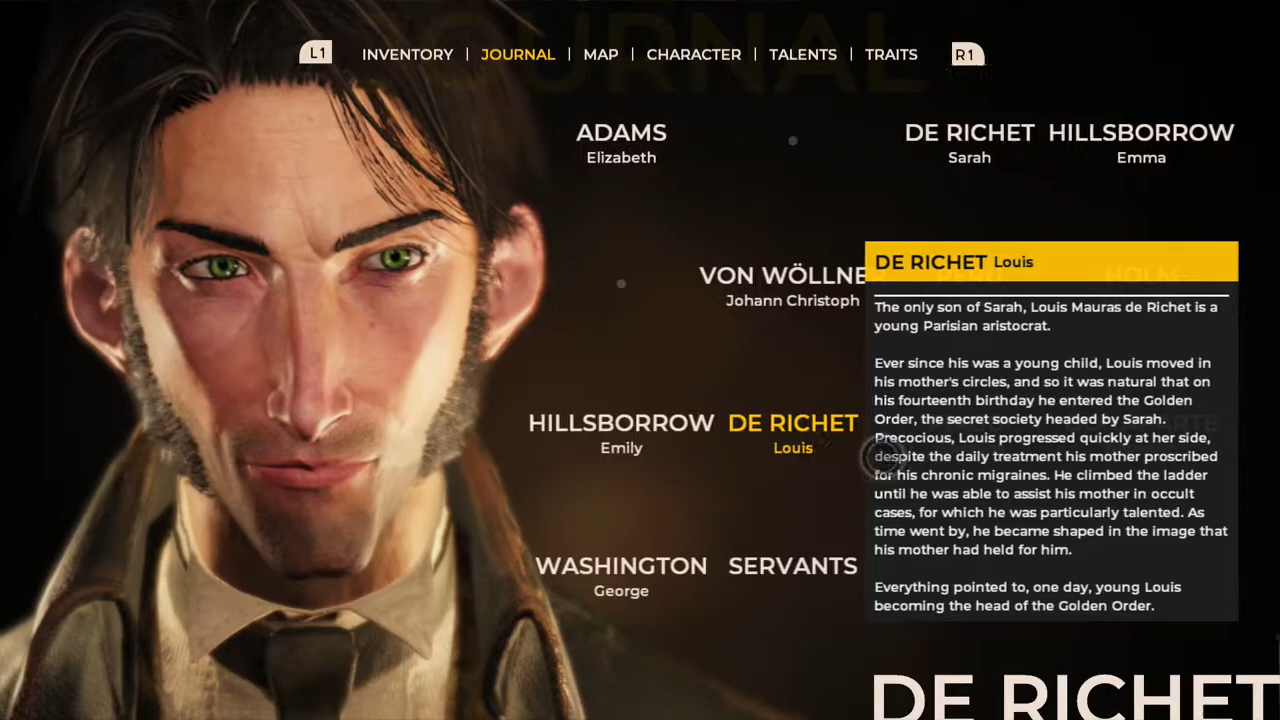 JOURNAL
L1 INVENTORY | JOURNAL | MAP | CHARACTER | TALENTS | TRAITS R1
ADAMS
Elizabeth
DE RICHET
Sarah
HILLSBORROW
Emma
VON WÖLLNE
Johann Christoph
HOLM
HILLSBORROW
Emily
DE RICHET
Louis
WASHINGTON
George
SERVANTS
DE RICHET Louis
The only son of Sarah, Louis Mauras de Richet is a
young Parisian aristocrat.
Ever since his was a young child, Louis moved in
his mother's circles, and so it was natural that on
his fourteenth birthday he entered the Golden
Order, the secret society headed by Sarah.
Precocious, Louis progressed quickly at her side,
despite the daily treatment his mother proscribed
for his chronic migraines. He climbed the ladder
until he was able to assist his mother in occult
cases, for which he was particularly talented. As
time went by, he became shaped in the image that
his mother had held for him.
Everything pointed to, one day, young Louis
becoming the head of the Golden Order.
DE RICHET